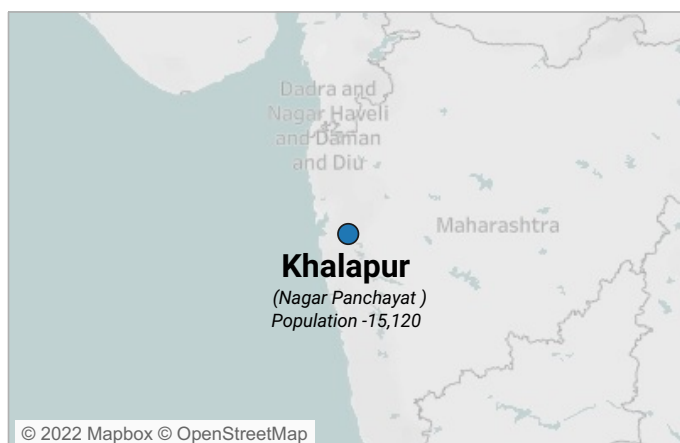 Dadra and
Nagar Haveli
and Daman
and Diu
Maharashtra
Khalapur
(Nagar Panchayat )
Population -15,120
© 2022 Mapbox © OpenStreetMap